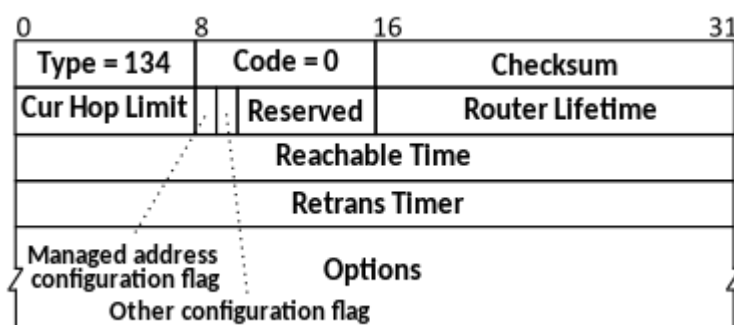 0 8 16 31
Type = 134 Code = 0 Checksum
Cur Hop Limit Reserved Router Lifetime
Reachable Time
Retrans Timer
Managed address
configuration flag
Options
Other configuration flag